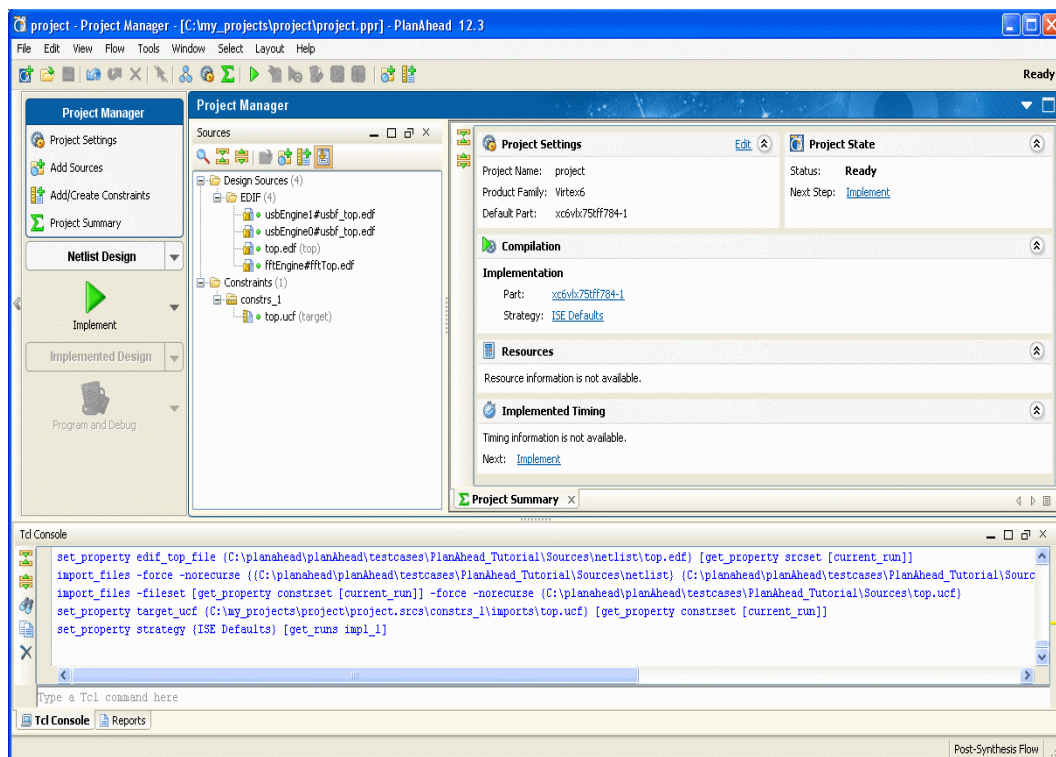 project - Project Manager - [C:\my_projects\project\project.ppr] - PlanAhead 12.3
File Edit View Flow Tools Window Select Layout Help
Ready
Project Manager
Project Settings
Add Sources
Add/Create Constraints
Project Summary
Netlist Design
Implement
Implemented Design
Program and Debug
Project Manager
Sources
Design Sources (4)
EDIF (4)
usbEngine1#usbf_top.edf
usbEngine0#usbf_top.edf
top.edf (top)
fftEngine#fftTop.edf
Constraints (1)
constrs_1
top.ucf (target)
Project Settings Edit
Project Name: project
Product Family: Virtex6
Default Part: xc6vlx75tff784-1
Project State
Status: Ready
Next Step: Implement
Compilation
Implementation
Part: xc6vlx75tff784-1
Strategy: ISE Defaults
Resources
Resource information is not available.
Implemented Timing
Timing information is not available.
Next: Implement
Project Summary
Tcl Console
set_property edif_top_file {C:\planahead\planAhead\testcases\PlanAhead_Tutorial\Sources\netlist\top.edf} [get_property srcset [current_run]]
import_files -force -norecurse {{C:\planahead\planAhead\testcases\PlanAhead_Tutorial\Sources\netlist} {C:\planahead\planAhead\testcases\PlanAhead_Tutorial\Sourc
import_files -fileset [get_property constrset [current_run]] -force -norecurse {C:\planahead\planAhead\testcases\PlanAhead_Tutorial\Sources\top.ucf}
set_property target_ucf {C:\my_projects\project\project.srcs\constrs_1\imports\top.ucf} [get_property constrset [current_run]]
set_property strategy {ISE Defaults} [get_runs impl_1]
Type a Tcl command here
Tcl Console Reports
Post-Synthesis Flow